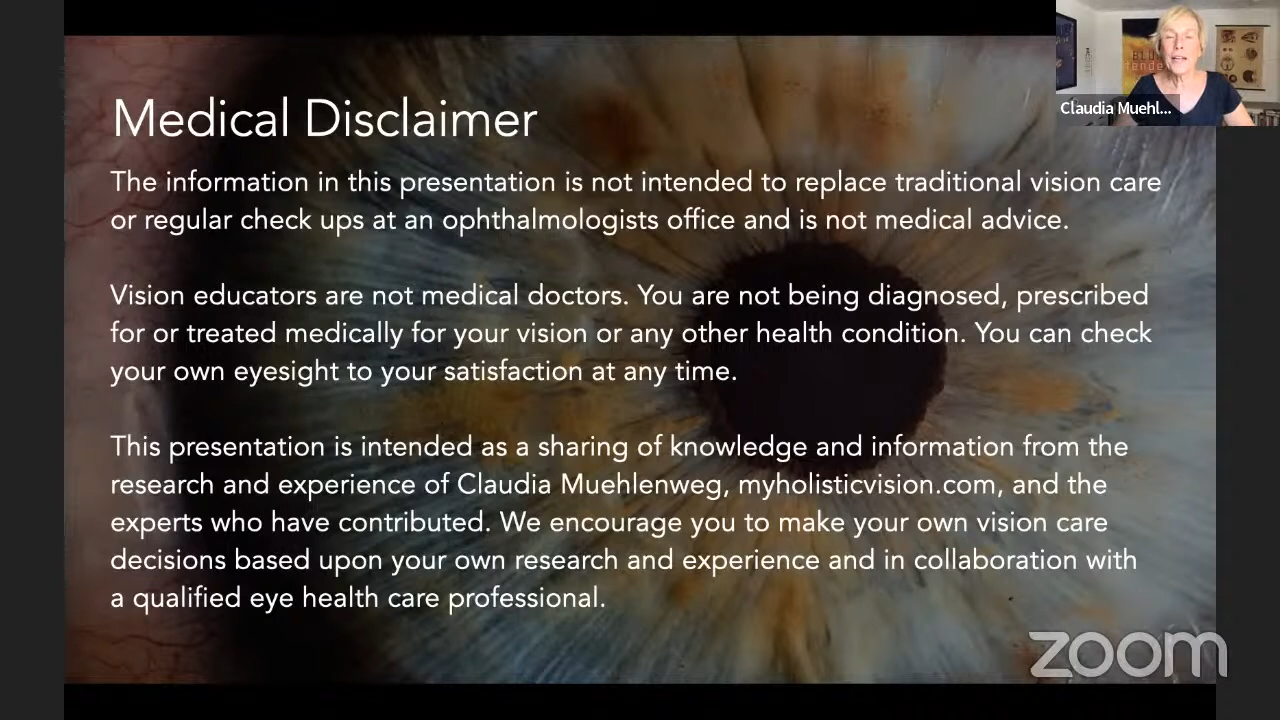 Medical Disclaimer
The information in this presentation is not intended to replace traditional vision care
or regular check ups at an ophthalmologists office and is not medical advice.
Vision educators are not medical doctors. You are not being diagnosed, prescribed
for or treated medically for your vision or any other health condition. You can check
your own eyesight to your satisfaction at any time.
This presentation is intended as a sharing of knowledge and information from the
research and experience of Claudia Muehlenweg, myholisticvision.com, and the
experts who have contributed. We encourage you to make your own vision care
decisions based upon your own research and experience and in collaboration with
a qualified eye health care professional.
Claudia Muehl...
zoom